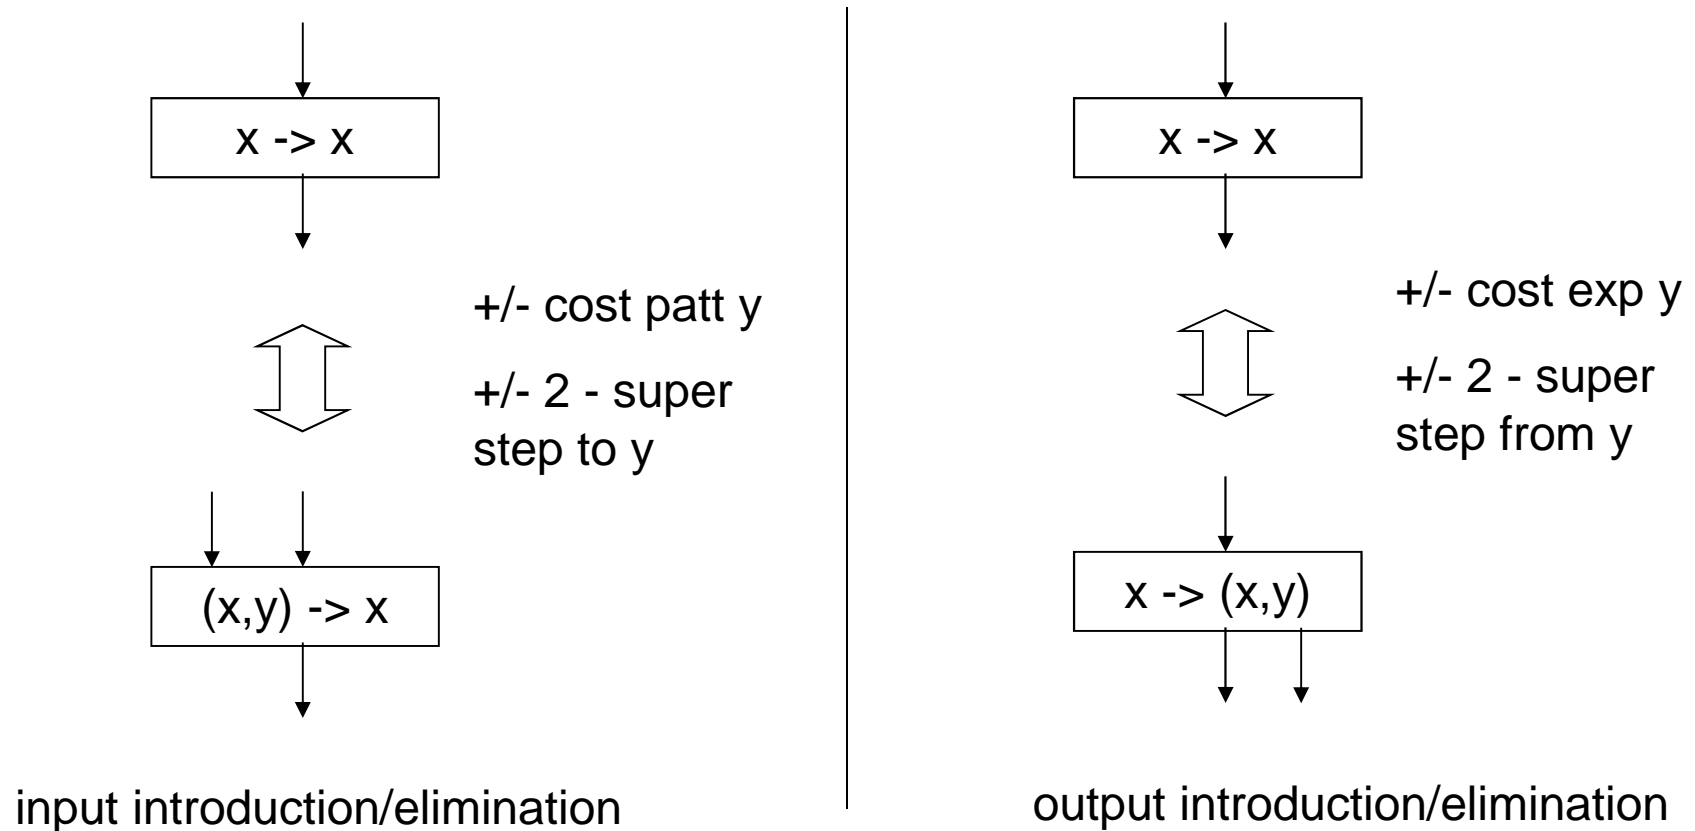 x -> x
+/- cost patt y
+/- 2 - super
step to y
(x,y) -> x
input introduction/elimination
x -> x
+/- cost exp y
+/- 2 - super
step from y
x -> (x,y)
output introduction/elimination